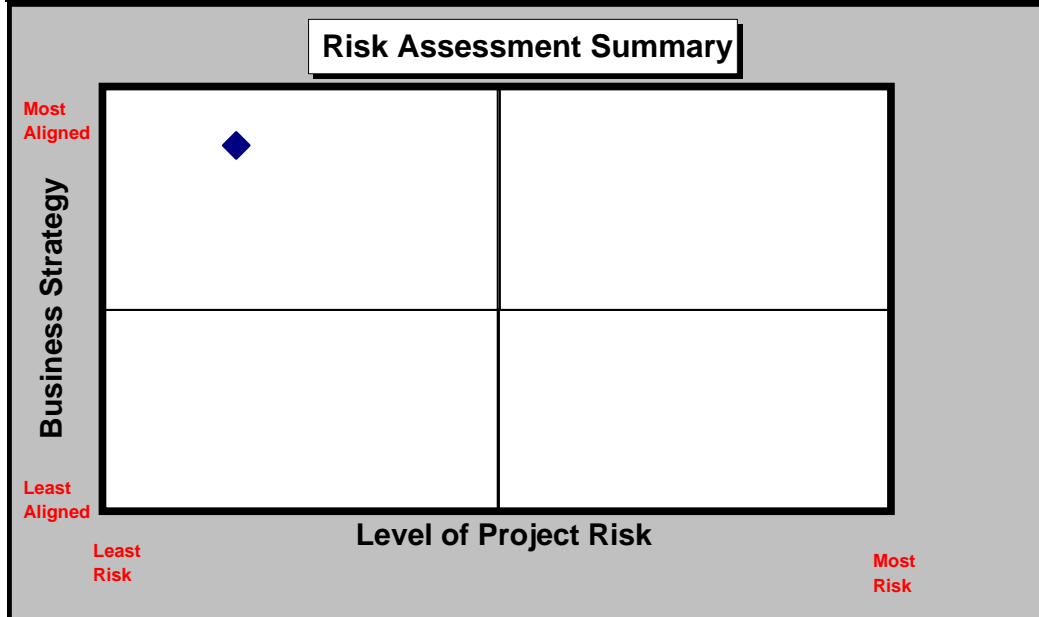 Risk Assessment Summary
Most
Aligned
Business Strategy
Least
Aligned
Level of Project Risk
Least
Risk
Most
Risk